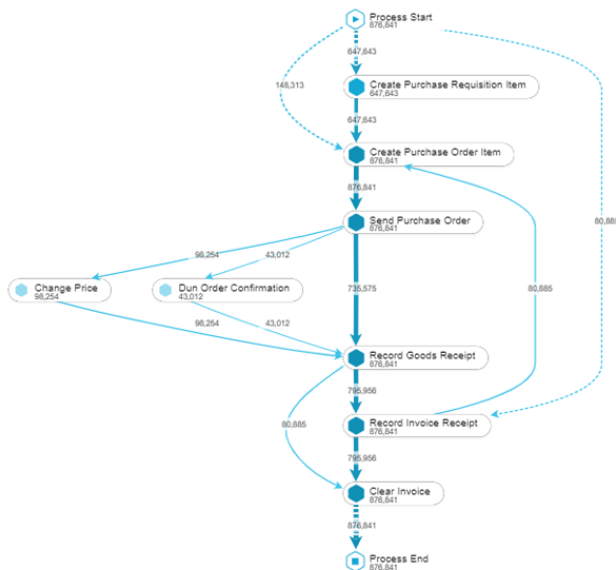 Process Start
876,841
647,643
148,313
Create Purchase Requisition Item
647,643
647,643
Create Purchase Order Item
876,841
876,841
Send Purchase Order
876,841
80,885
98,254
43,012
Change Price
98,254
Dun Order Confirmation
43,012
735,575
80,885
98,254
43,012
Record Goods Receipt
876,841
795,956
80,885
Record Invoice Receipt
876,841
795,956
Clear Invoice
876,841
876,841
Process End
876,841